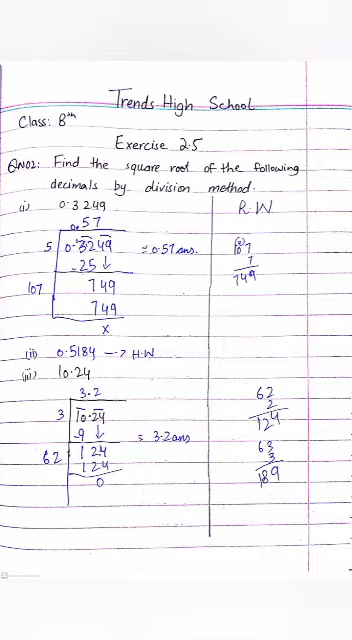 Trends High School
Class: 8th
Exercise 2.5
QN02: Find the square root of the following
decimals by division method.
(i) 0.3249 R.W
0.57
5 0.3249 = 0.57 ans. 107
-25 ↓ 7
107 749 749
749
x
(ii) 0.5184 → H.W
(iii) 10.24
3.2 62
3 10.24 2
-9 ↓ = 3.2 ans 124
62 124 63
124 3
0 189